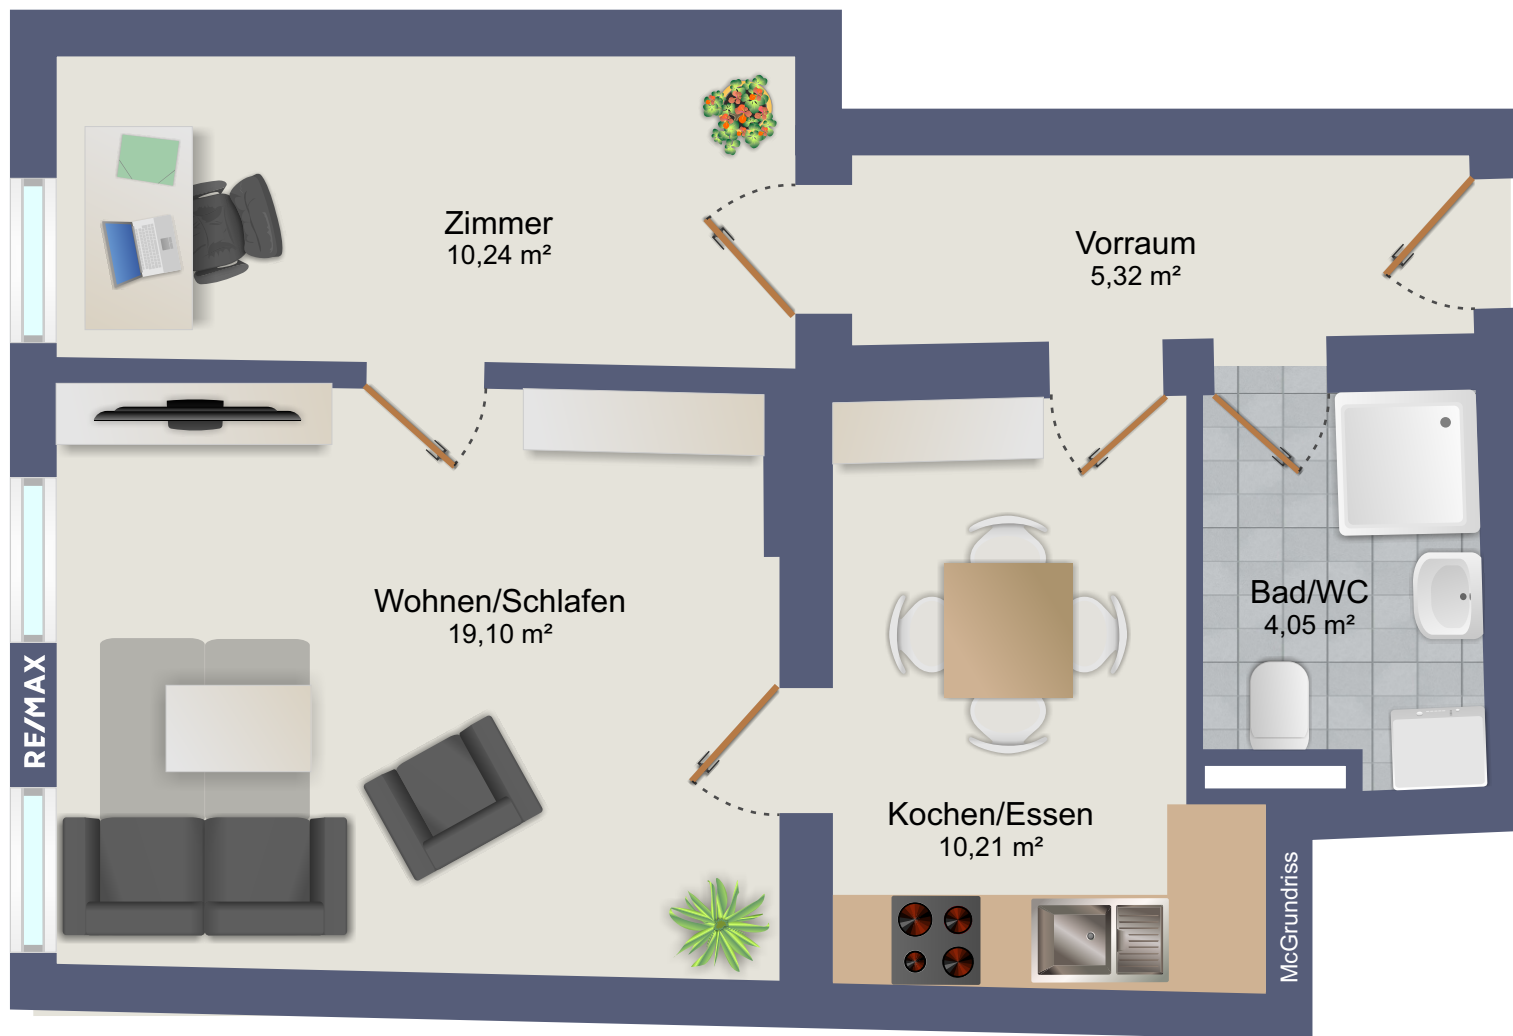 Zimmer
10,24 m²
Vorraum
5,32 m²
Wohnen/Schlafen
19,10 m²
Bad/WC
4,05 m²
Kochen/Essen
10,21 m²
RE/MAX
McGrundriss